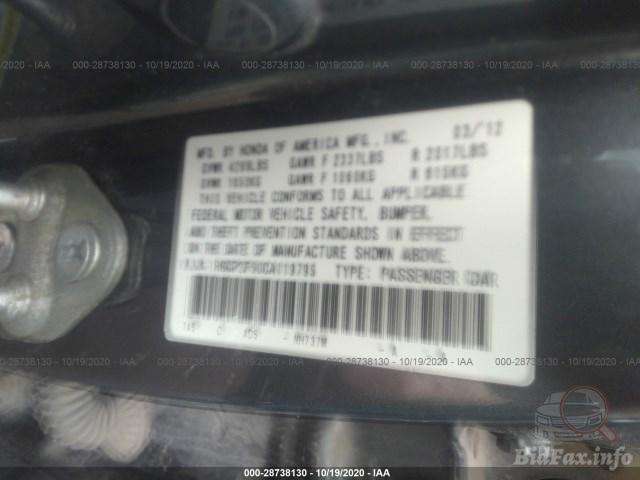 000-28738130 - 10/19/2020 - IAA
MFG. BY HONDA OF AMERICA MFG.,INC. 03/12
GVWR 4299LBS GAWR F 2337LBS R 2017LBS
GVWR 1950KG GAWR F 1060KG R 915KG
THIS VEHICLE CONFORMS TO ALL APPLICABLE
FEDERAL MOTOR VEHICLE SAFETY, BUMPER,
AND THEFT PREVENTION STANDARDS IN EFFECT
ON THE DATE OF MANUFACTURE SHOWN ABOVE.
TYPE: PASSENGER CAR
NH737M
000-28738130 - 10/19/2020 - IAA
BidFax.info
000-28738130 - 10/19/2020 - IAA